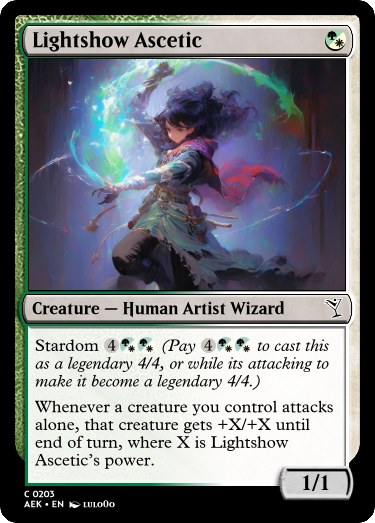 Lightshow Ascetic
Creature — Human Artist Wizard
Stardom 4 (Pay 4 to cast this
as a legendary 4/4, or while its attacking to
make it become a legendary 4/4.)
Whenever a creature you control attacks
alone, that creature gets +X/+X until
end of turn, where X is Lightshow
Ascetic's power.
1/1
C 0203
AEK • EN LULO0o